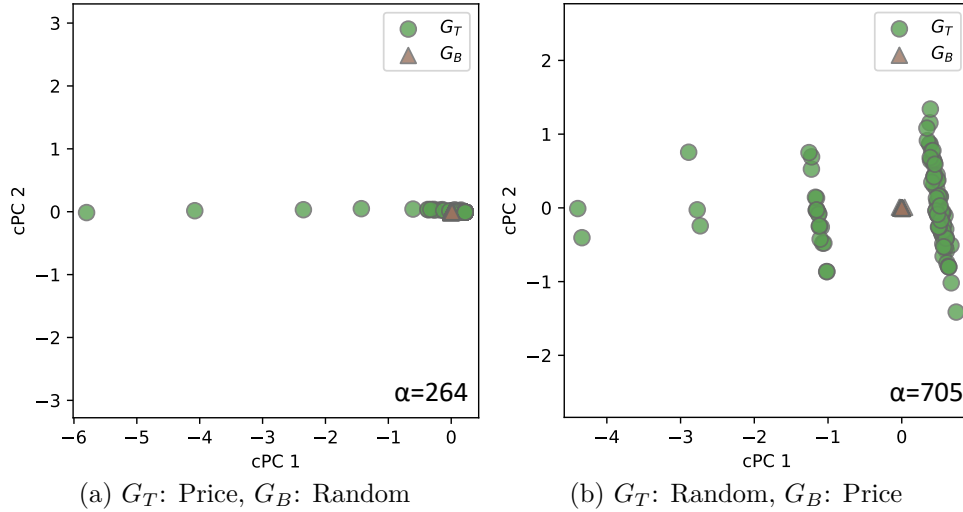 3
2
1
0
−1
−2
−3
cPC 2
−6
−5
−4
−3
−2
−1
0
cPC 1
G_T
G_B
α=264
(a) G_T: Price, G_B: Random
2
1
0
−1
−2
cPC 2
−4
−3
−2
−1
0
cPC 1
G_T
G_B
α=705
(b) G_T: Random, G_B: Price